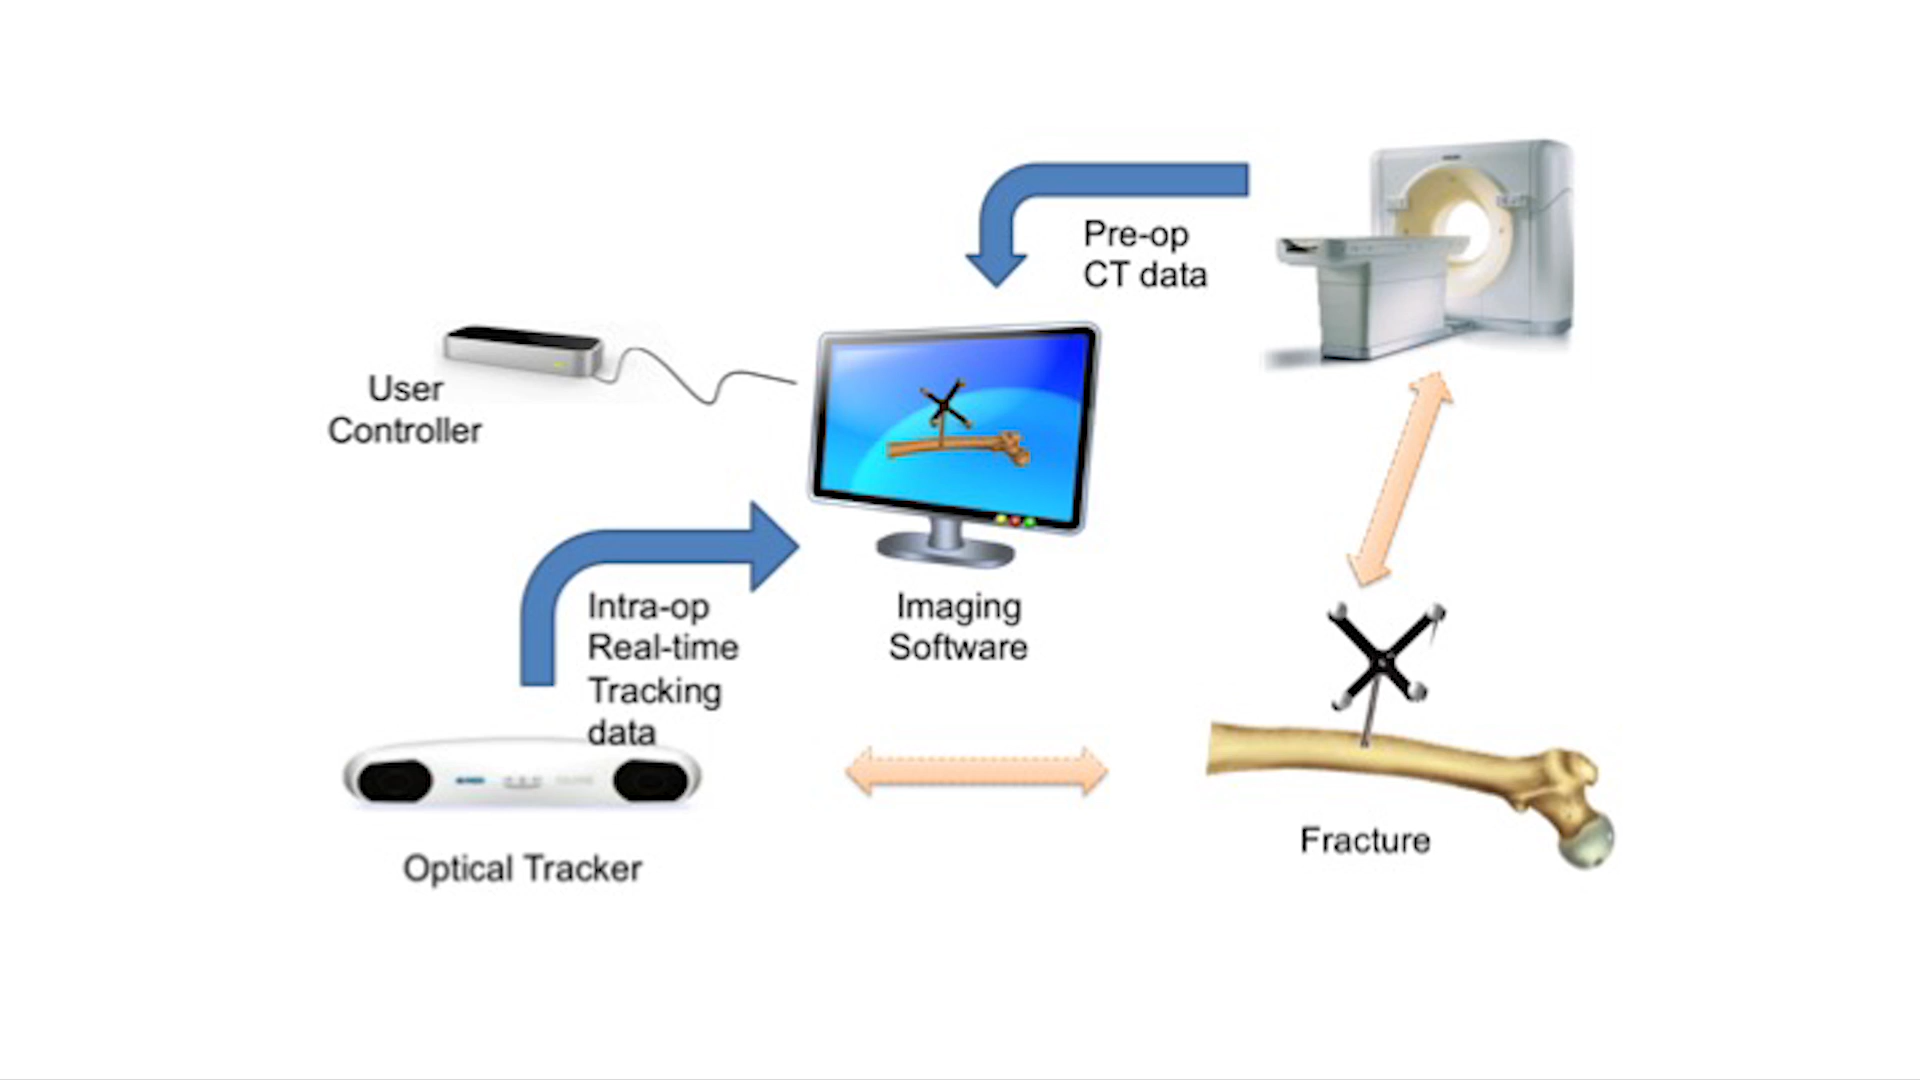 Pre-op
CT data
User
Controller
Intra-op
Real-time
Tracking
data
Imaging
Software
Optical Tracker
Fracture